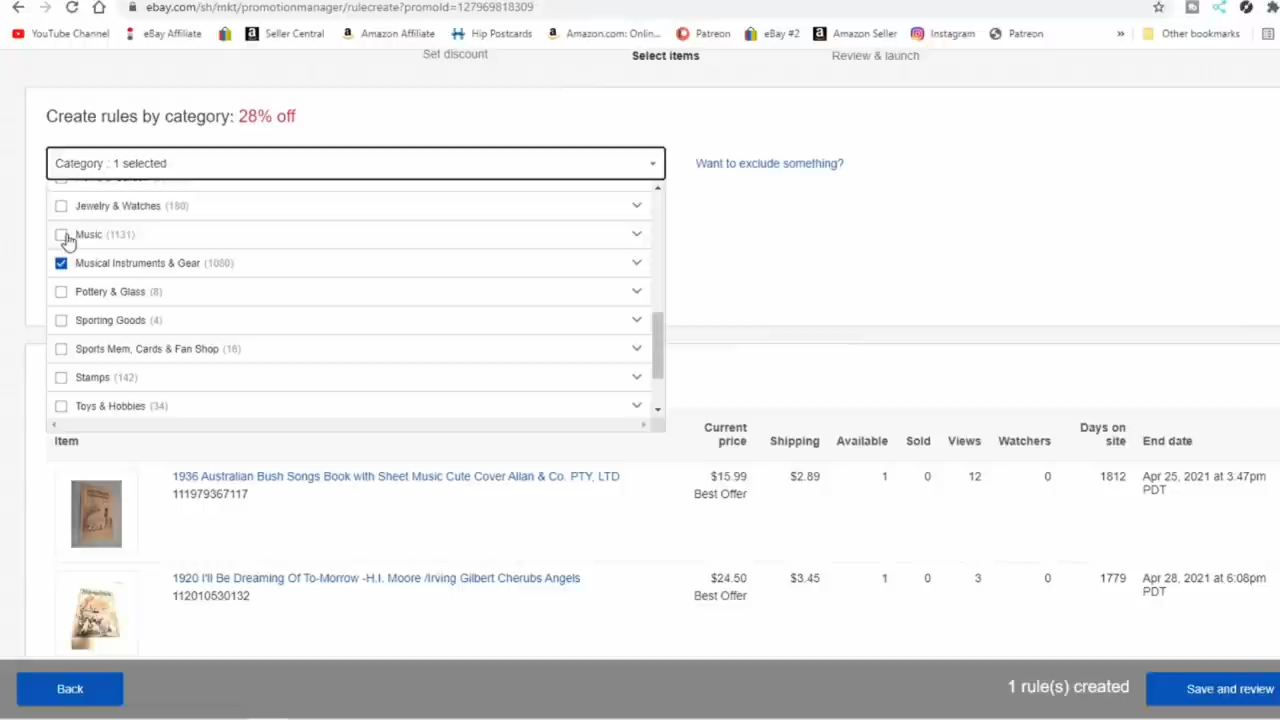 ebay.com/sh/mkt/promotionmanager/rulecreate?promoId=127969818309
YouTube Channel eBay Affiliate Seller Central Amazon Affiliate Hip Postcards Amazon.com: Onlin... Patreon eBay #2 Amazon Seller Instagram Patreon » Other bookmarks
Set discount Select items Review & launch
Create rules by category: 28% off
Category : 1 selected
Want to exclude something?
Jewelry & Watches (180)
Music (1131)
Musical Instruments & Gear (1080)
Pottery & Glass (8)
Sporting Goods (4)
Sports Mem, Cards & Fan Shop (16)
Stamps (142)
Toys & Hobbies (34)
Item Current price Shipping Available Sold Views Watchers Days on site End date
1936 Australian Bush Songs Book with Sheet Music Cute Cover Allan & Co. PTY, LTD $15.99 $2.89 1 0 12 0 1812 Apr 25, 2021 at 3:47pm PDT
111979367117 Best Offer
1920 I'll Be Dreaming Of To-Morrow -H.I. Moore /Irving Gilbert Cherubs Angels $24.50 $3.45 1 0 3 0 1779 Apr 28, 2021 at 6:08pm PDT
112010530132 Best Offer
Back 1 rule(s) created Save and review